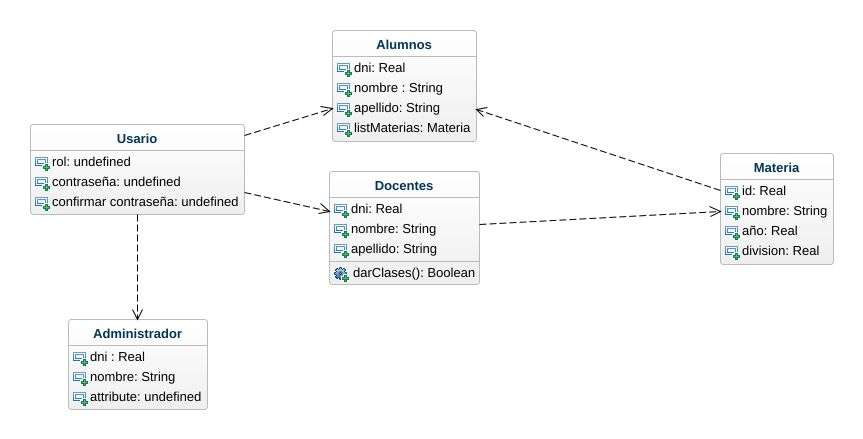 Alumnos
dni: Real
nombre : String
apellido: String
listMaterias: Materia
Usario
rol: undefined
contraseña: undefined
confirmar contraseña: undefined
Docentes
dni: Real
nombre: String
apellido: String
darClases(): Boolean
Materia
id: Real
nombre: String
año: Real
division: Real
Administrador
dni : Real
nombre: String
attribute: undefined